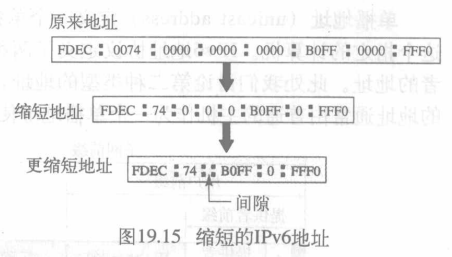 原来地址
FDEC : 0074 : 0000 : 0000 : 0000 : B0FF : 0000 : FFF0
缩短地址
FDEC : 74 : 0 : 0 : 0 : B0FF : 0 : FFF0
更缩短地址
FDEC : 74 : : B0FF : 0 : FFF0
间隙
图19.15 缩短的IPv6地址